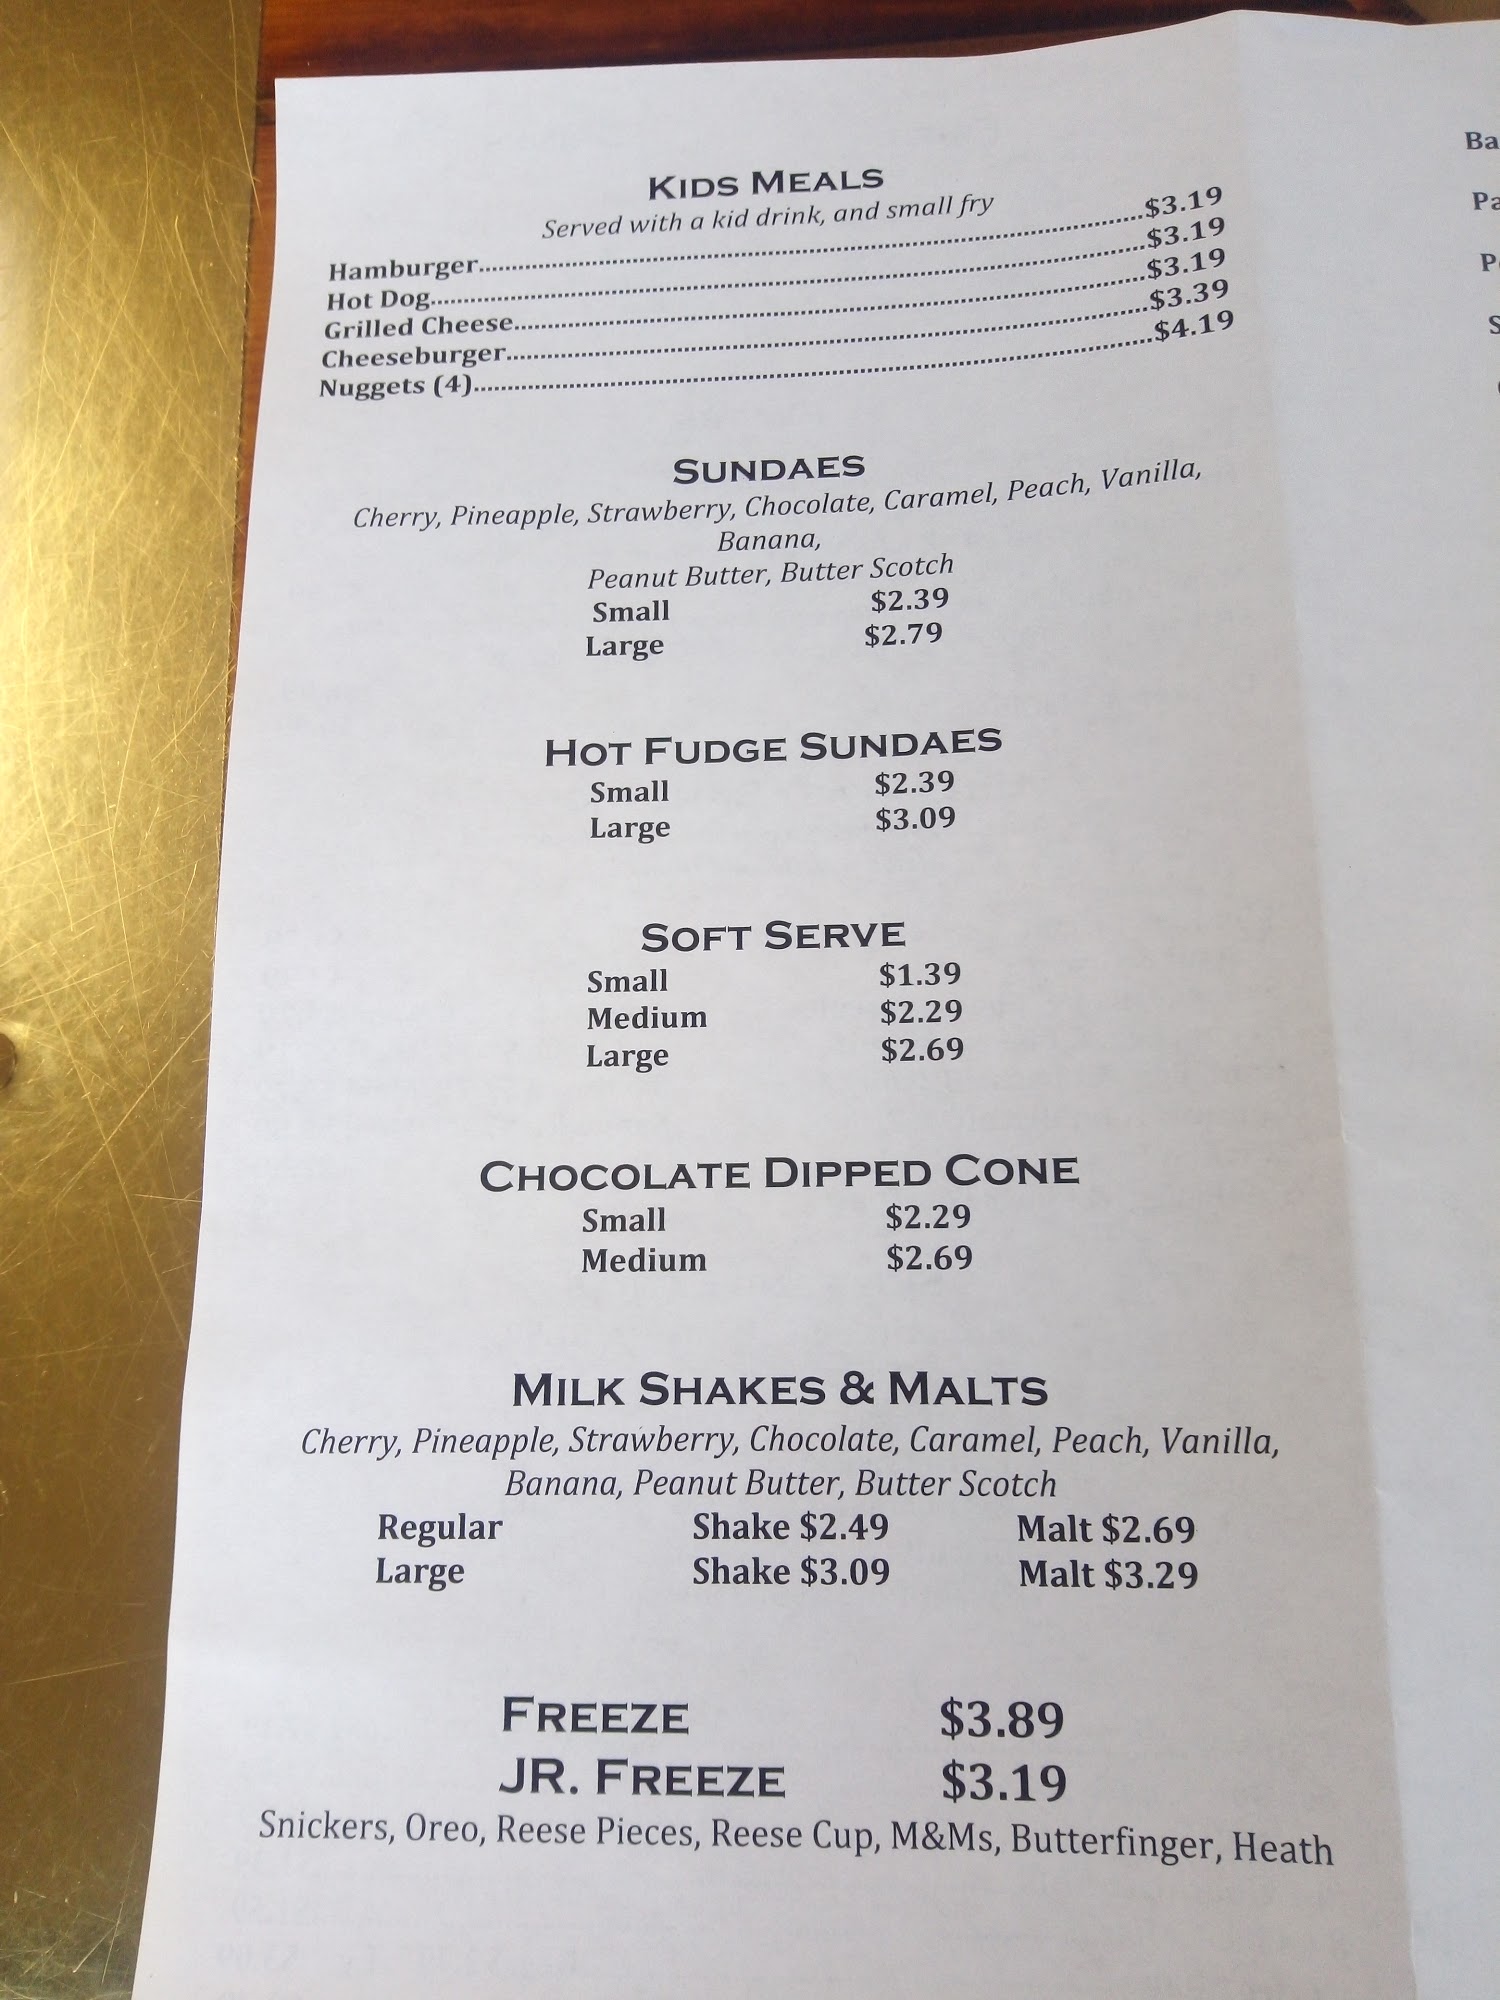 KIDS MEALS
Served with a kid drink, and small fry
Hamburger..........$3.19
Hot Dog..........$3.19
Grilled Cheese..........$3.19
Cheeseburger..........$3.39
Nuggets (4)..........$4.19
SUNDAES
Cherry, Pineapple, Strawberry, Chocolate, Caramel, Peach, Vanilla,
Banana,
Peanut Butter, Butter Scotch
Small $2.39
Large $2.79
HOT FUDGE SUNDAES
Small $2.39
Large $3.09
SOFT SERVE
Small $1.39
Medium $2.29
Large $2.69
CHOCOLATE DIPPED CONE
Small $2.29
Medium $2.69
MILK SHAKES & MALTS
Cherry, Pineapple, Strawberry, Chocolate, Caramel, Peach, Vanilla,
Banana, Peanut Butter, Butter Scotch
Regular Shake $2.49 Malt $2.69
Large Shake $3.09 Malt $3.29
FREEZE $3.89
JR. FREEZE $3.19
Snickers, Oreo, Reese Pieces, Reese Cup, M&Ms, Butterfinger, Heath